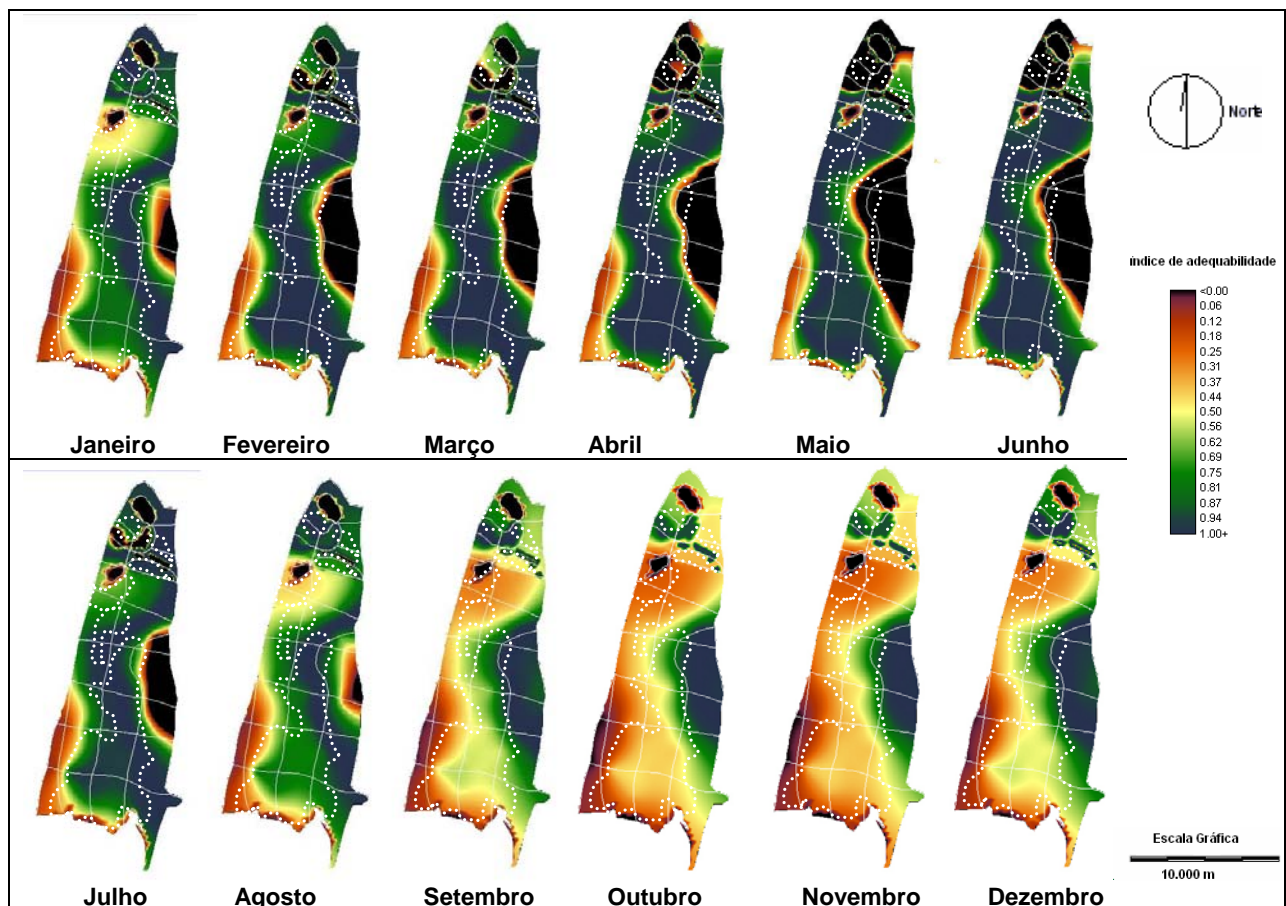 Norte
Janeiro
Fevereiro
Março
Abril
Maio
Junho
índice de adequabilidade
<0.00
0.06
0.12
0.18
0.25
0.31
0.37
0.44
0.50
0.56
0.62
0.69
0.75
0.81
0.87
0.94
1.00+
Escala Gráfica
10.000 m
Julho
Agosto
Setembro
Outubro
Novembro
Dezembro